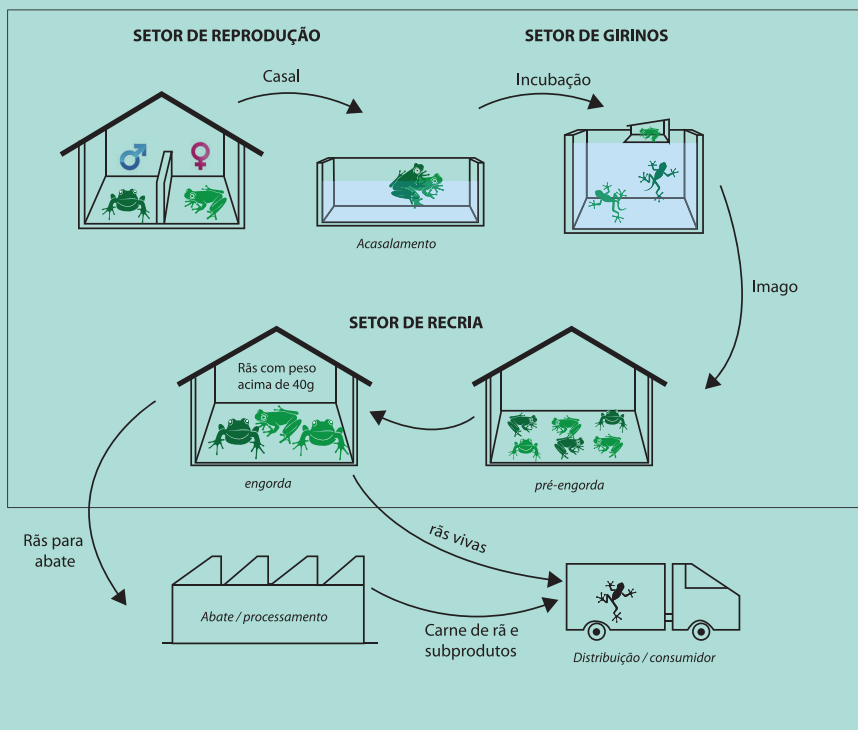 SETOR DE REPRODUÇÃO
SETOR DE GIRINOS
Casal
Incubação
♂
♀
Acasalamento
Imago
SETOR DE RECRIA
Rãs com peso
acima de 40g
engorda
pré-engorda
Rãs para
abate
rãs vivas
Abate / processamento
Carne de rã e
subprodutos
Distribuição / consumidor